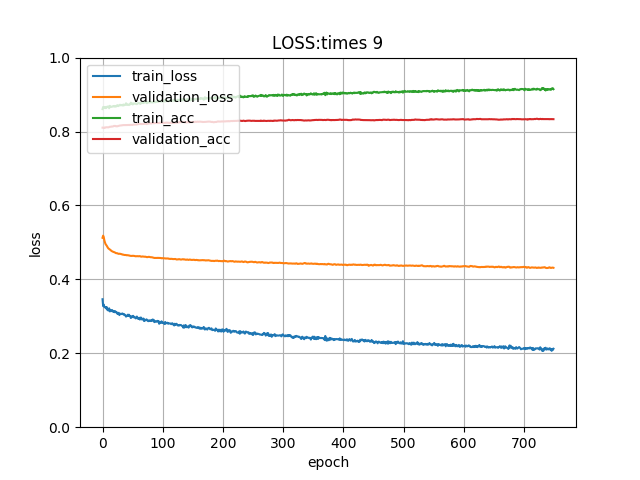 LOSS:times 9
train_loss
validation_loss
train_acc
validation_acc
loss
1.0
0.8
0.6
0.4
0.2
0.0
0 100 200 300 400 500 600 700
epoch